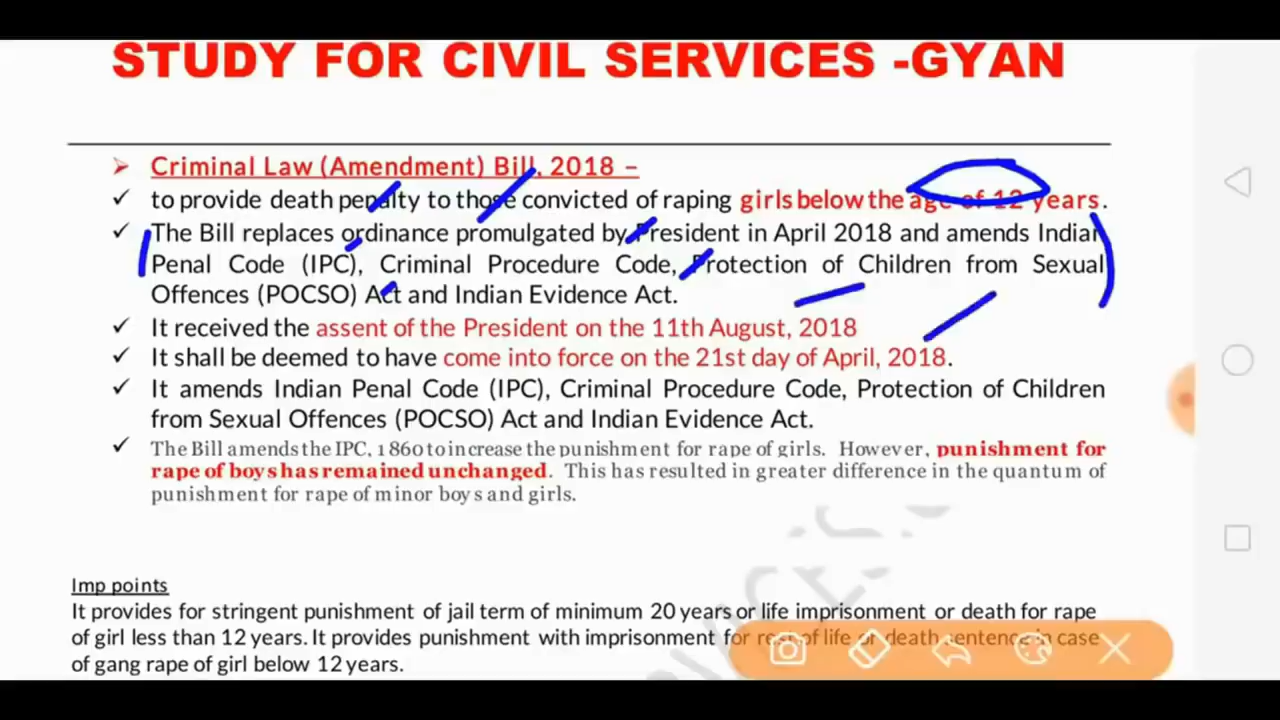 STUDY FOR CIVIL SERVICES -GYAN
➢ Criminal Law (Amendment) Bill, 2018 –
✓ to provide death penalty to those convicted of raping girls below the age of 12 years.
✓ The Bill replaces ordinance promulgated by President in April 2018 and amends Indian
Penal Code (IPC), Criminal Procedure Code, Protection of Children from Sexual
Offences (POCSO) Act and Indian Evidence Act.
✓ It received the assent of the President on the 11th August, 2018
✓ It shall be deemed to have come into force on the 21st day of April, 2018.
✓ It amends Indian Penal Code (IPC), Criminal Procedure Code, Protection of Children
from Sexual Offences (POCSO) Act and Indian Evidence Act.
✓ The Bill amends the IPC, 1860 to increase the punishment for rape of girls. However, punishment for
rape of boys has remained unchanged. This has resulted in greater difference in the quantum of
punishment for rape of minor boys and girls.
Imp points
It provides for stringent punishment of jail term of minimum 20 years or life imprisonment or death for rape
of girl less than 12 years. It provides punishment with imprisonment for rest of life or death sentence in case
of gang rape of girl below 12 years.